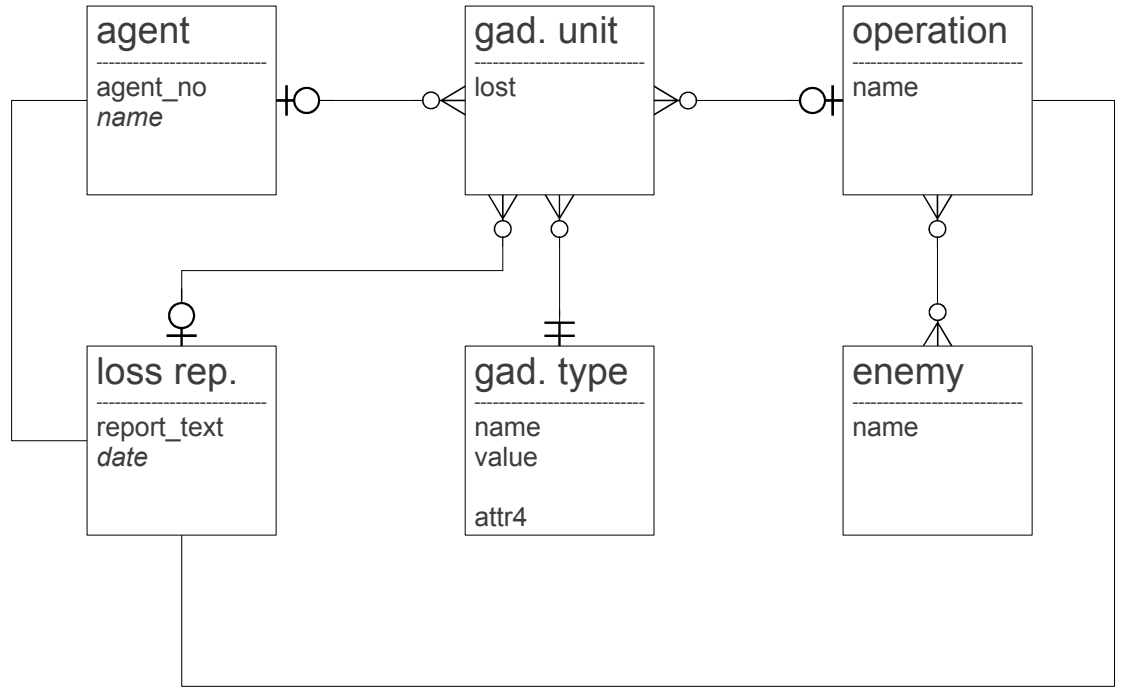 agent
agent_no
name
gad. unit
lost
operation
name
loss rep.
report_text
date
gad. type
name
value
attr4
enemy
name